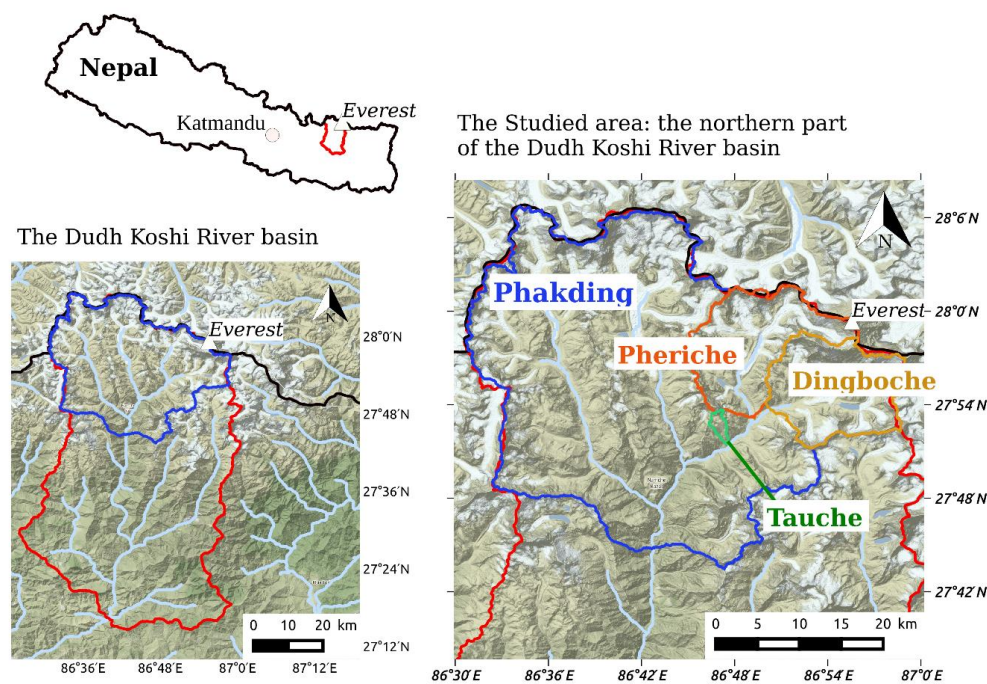 Nepal
Everest
Katmandu
The Studied area: the northern part
of the Dudh Koshi River basin
The Dudh Koshi River basin
N
Everest
28°0′N
27°48′N
27°36′N
27°24′N
27°12′N
0 10 20 km
86°36′E 86°48′E 87°0′E 87°12′E
N
28°6′N
Phakding
28°0′N
Everest
Pheriche
Dingboche
27°54′N
27°48′N
Tauche
27°42′N
0 5 10 15 20 km
86°30′E 86°36′E 86°42′E 86°48′E 86°54′E 87°0′E